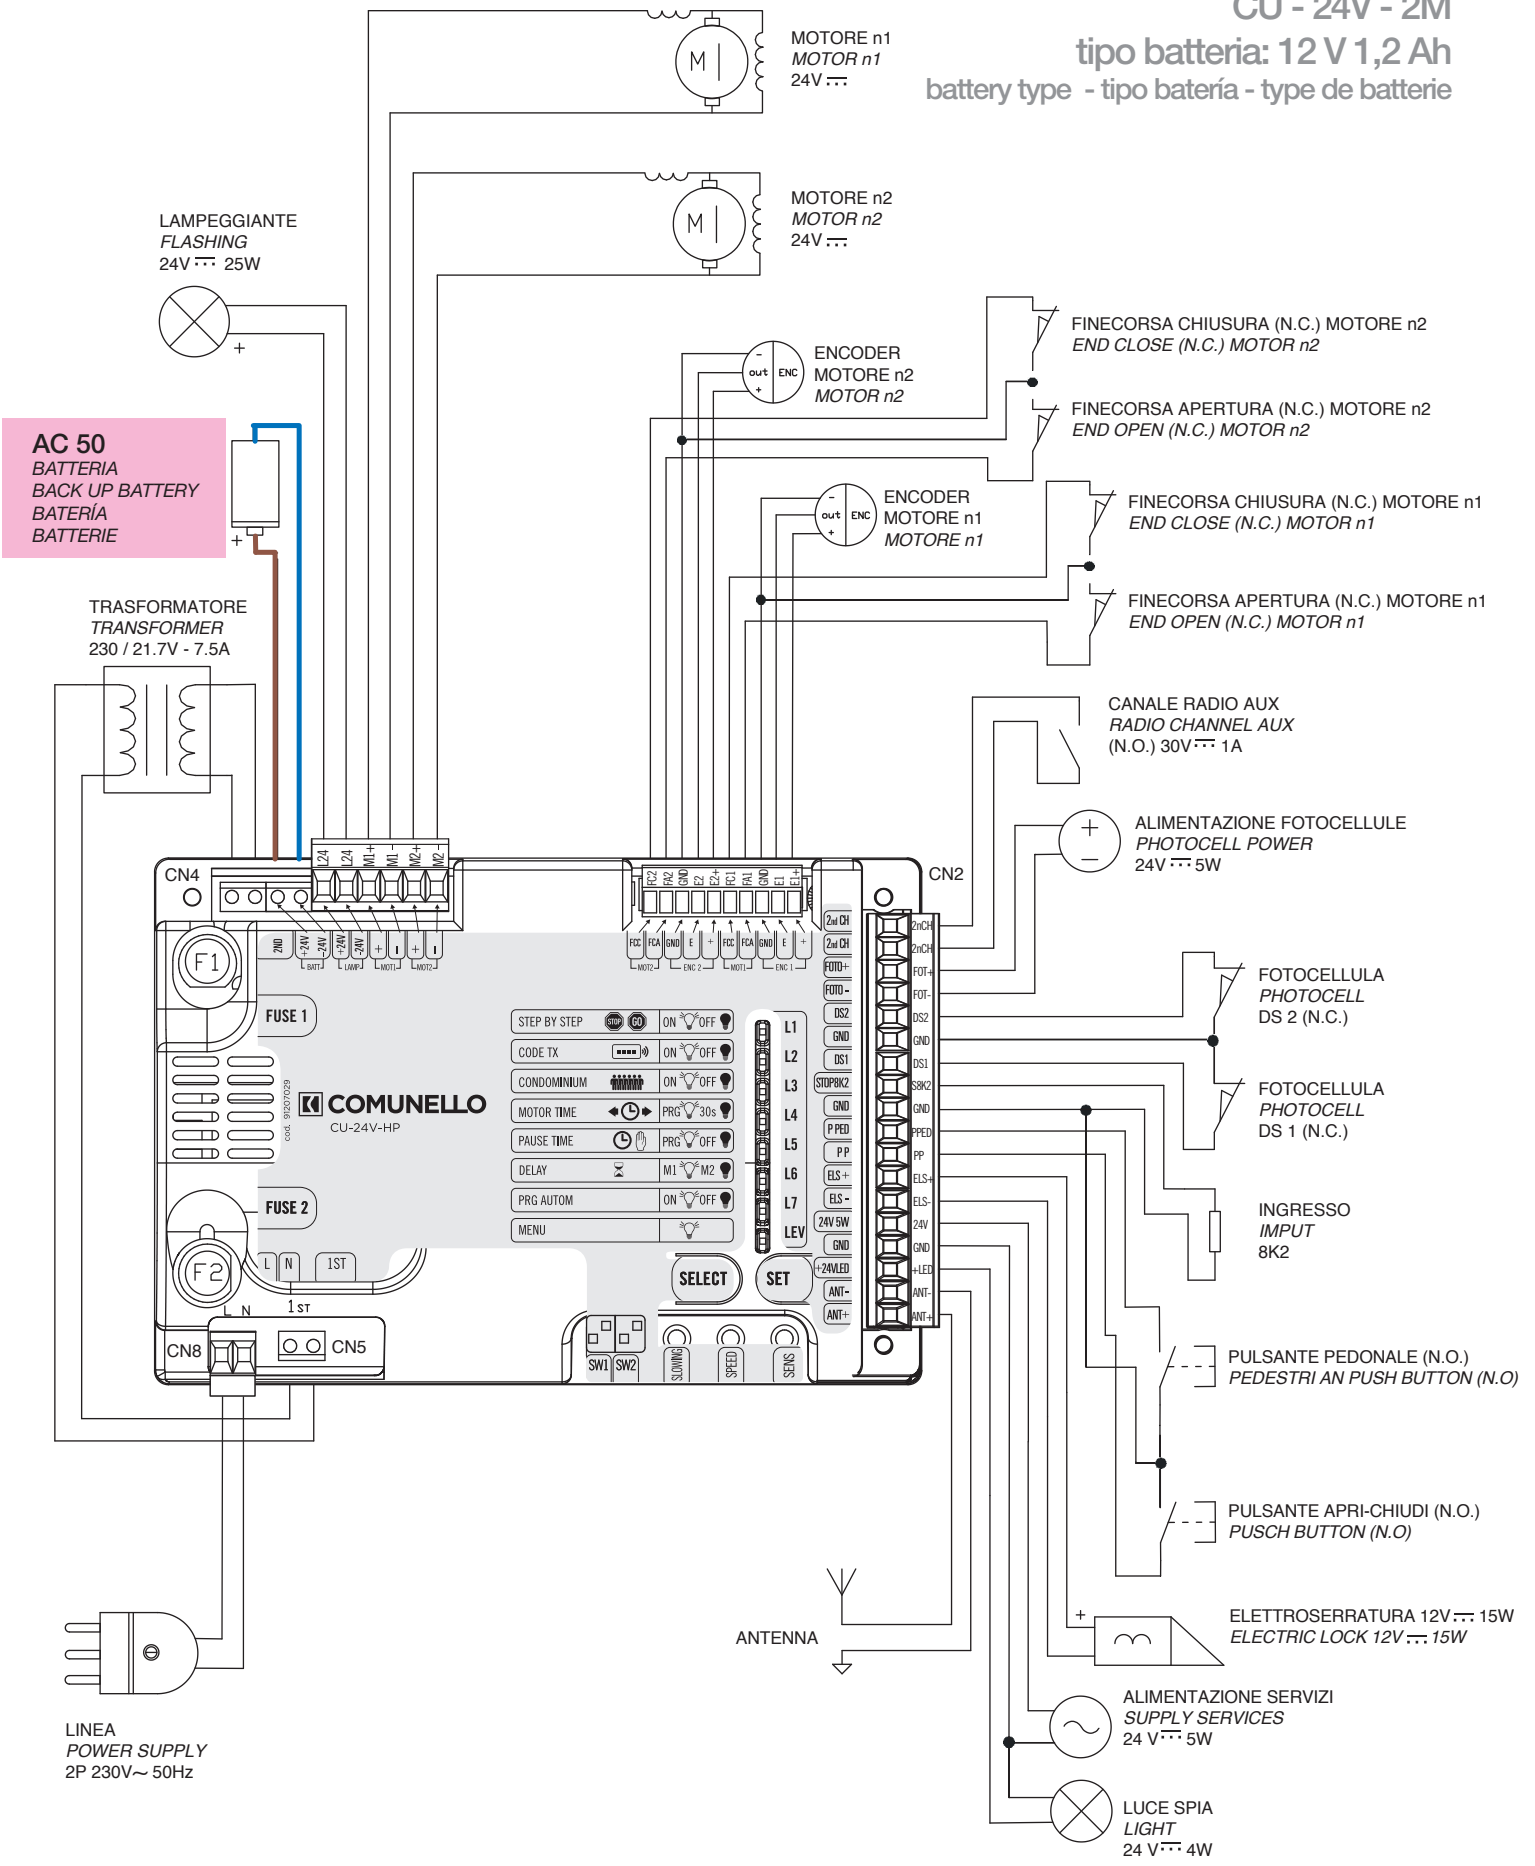 CU - 24V - 2M
tipo batteria: 12 V 1,2 Ah
battery type - tipo batería - type de batterie
MOTORE n1
MOTOR n1
24V
M
MOTORE n2
MOTOR n2
24V
M
LAMPEGGIANTE
FLASHING
24V 25W
+
AC 50
BATTERIA
BACK UP BATTERY
BATERÍA
BATTERIE
+
TRASFORMATORE
TRANSFORMER
230 / 21.7V - 7.5A
- out + ENC
ENCODER
MOTORE n2
MOTOR n2
FINECORSA CHIUSURA (N.C.) MOTORE n2
END CLOSE (N.C.) MOTOR n2
FINECORSA APERTURA (N.C.) MOTORE n2
END OPEN (N.C.) MOTOR n2
- out + ENC
ENCODER
MOTORE n1
MOTORE n1
FINECORSA CHIUSURA (N.C.) MOTORE n1
END CLOSE (N.C.) MOTOR n1
FINECORSA APERTURA (N.C.) MOTORE n1
END OPEN (N.C.) MOTOR n1
CANALE RADIO AUX
RADIO CHANNEL AUX
(N.O.) 30V 1A
+ −
ALIMENTAZIONE FOTOCELLULE
PHOTOCELL POWER
24V 5W
FOTOCELLULA
PHOTOCELL
DS 2 (N.C.)
FOTOCELLULA
PHOTOCELL
DS 1 (N.C.)
INGRESSO
IMPUT
8K2
PULSANTE PEDONALE (N.O.)
PEDESTRI AN PUSH BUTTON (N.O)
PULSANTE APRI-CHIUDI (N.O.)
PUSCH BUTTON (N.O)
+
ELETTROSERRATURA 12V 15W
ELECTRIC LOCK 12V 15W
ALIMENTAZIONE SERVIZI
SUPPLY SERVICES
24 V 5W
LUCE SPIA
LIGHT
24 V 4W
ANTENNA
LINEA
POWER SUPPLY
2P 230V~ 50Hz
CN4
L24 L24 M1+ M1- M2+ M2-
2ND +24V -24V +24V -24V + - + -
BATT LAMP MOT1 MOT2
FC2 FA2 GND E2 E2+ FC1 FA1 GND E1 E1+
FCC FCA GND E + FCC FCA GND E +
MOT2 ENC 2 MOT1 ENC 1
CN2
2nd CH 2nCH
2nd CH 2nCH
FOTO+ FOT+
FOTO- FOT-
DS2 DS2
GND GND
DS1 DS1
STOP8K2 S8K2
GND GND
P PED PPED
P P PP
ELS+ ELS+
ELS- ELS-
24V 5W 24V
GND GND
+24VLED +LED
ANT- ANT-
ANT+ ANT+
F1
FUSE 1
FUSE 2
F2
cod. 91207029
COMUNELLO
CU-24V-HP
STEP BY STEP STOP GO ON OFF L1
CODE TX ON OFF L2
CONDOMINIUM ON OFF L3
MOTOR TIME PRG 30s L4
PAUSE TIME PRG OFF L5
DELAY M1 M2 L6
PRG AUTOM ON OFF L7
MENU LEV
SELECT SET
SW1 SW2 SLOWING SPEED SENS
L N 1ST
L N 1ST
CN8 CN5